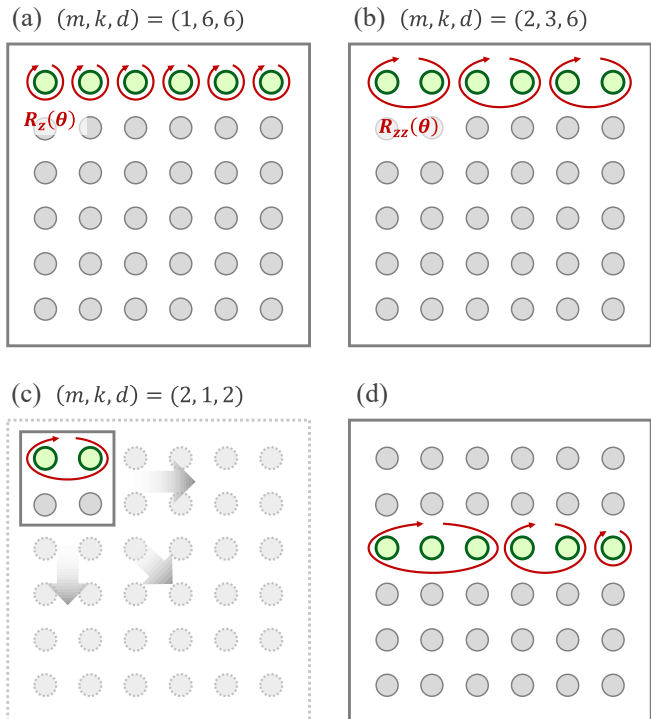 (a) (m, k, d) = (1, 6, 6)
R_z(θ)
(b) (m, k, d) = (2, 3, 6)
R_zz(θ)
(c) (m, k, d) = (2, 1, 2)
(d)